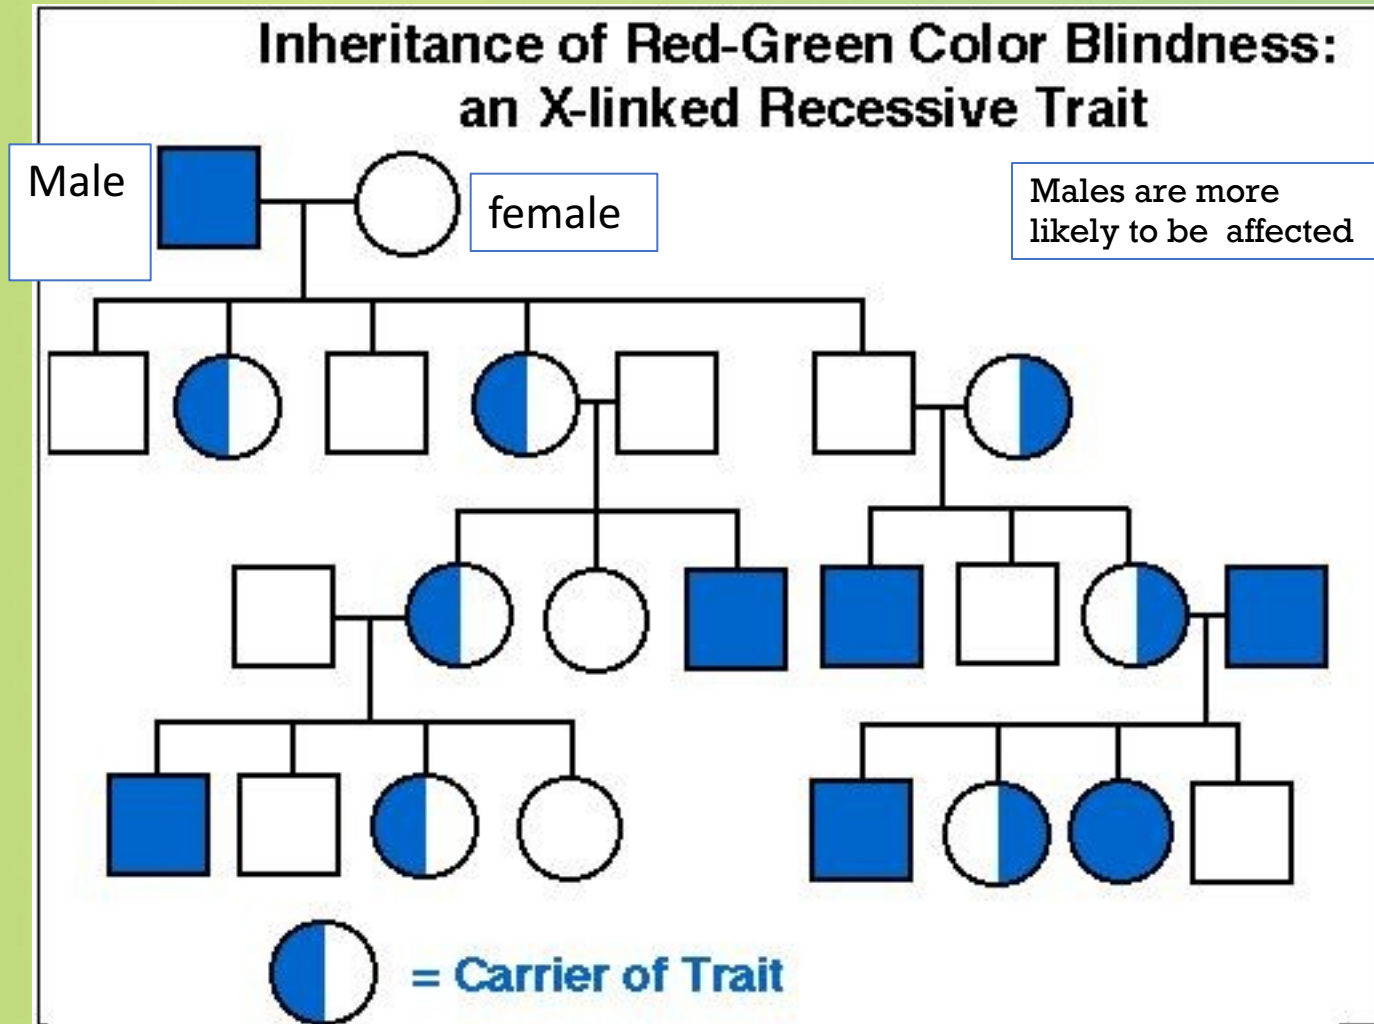 Inheritance of Red-Green Color Blindness:
an X-linked Recessive Trait
Male
female
Males are more
likely to be affected
= Carrier of Trait